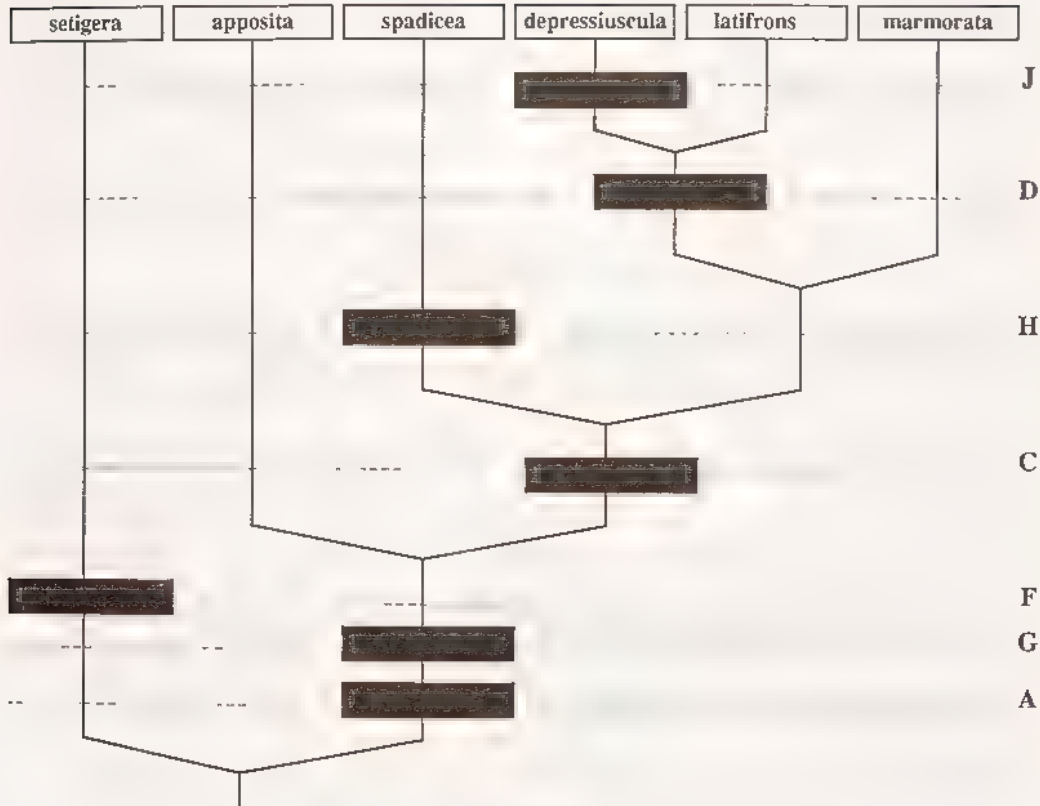 setigera apposita spadicea depressiuscula latifrons marmorata
J
D
H
C
F
G
A